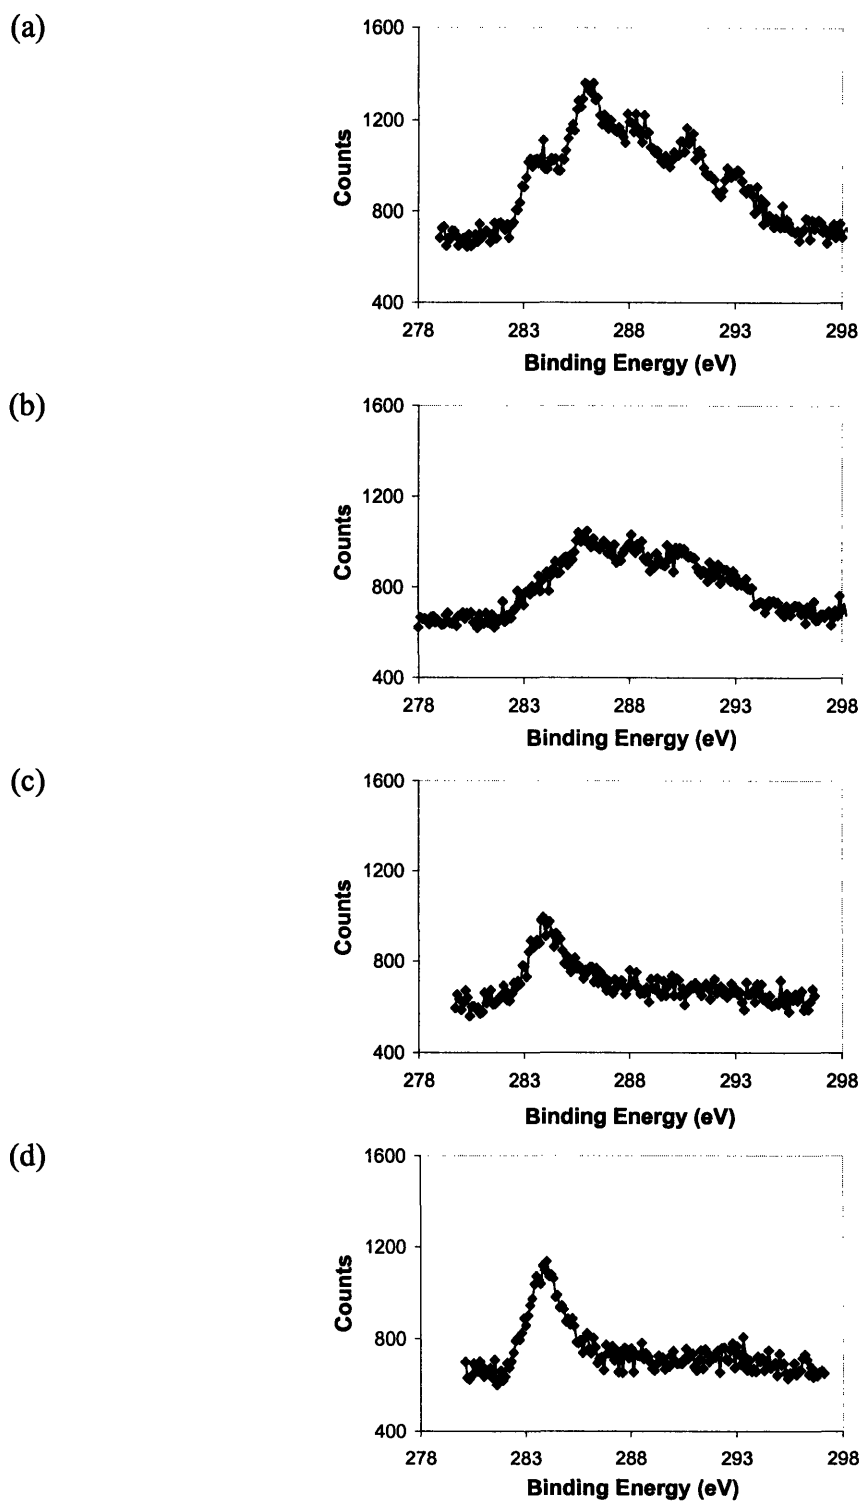 (a)
1600
1200
800
400
Counts
278 283 288 293 298
Binding Energy (eV)
(b)
1600
1200
800
400
Counts
278 283 288 293 298
Binding Energy (eV)
(c)
1600
1200
800
400
Counts
278 283 288 293 298
Binding Energy (eV)
(d)
1600
1200
800
400
Counts
278 283 288 293 298
Binding Energy (eV)